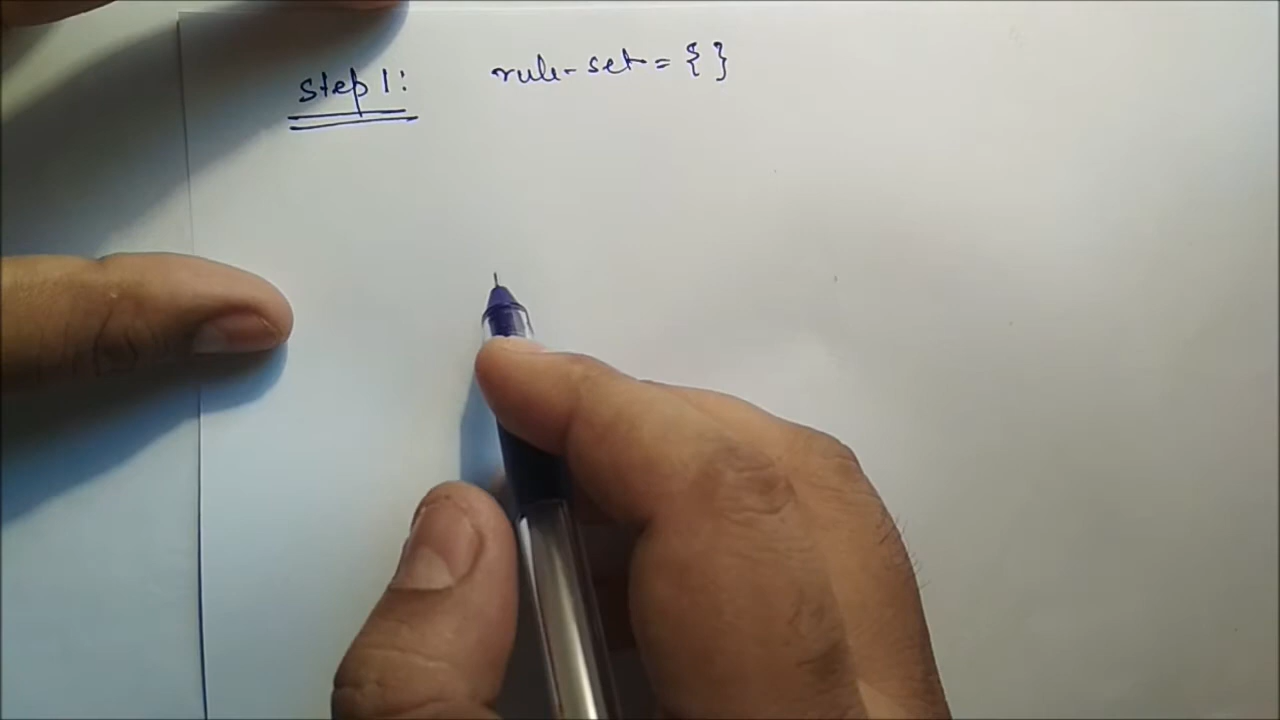 Step 1: rule-set = { }